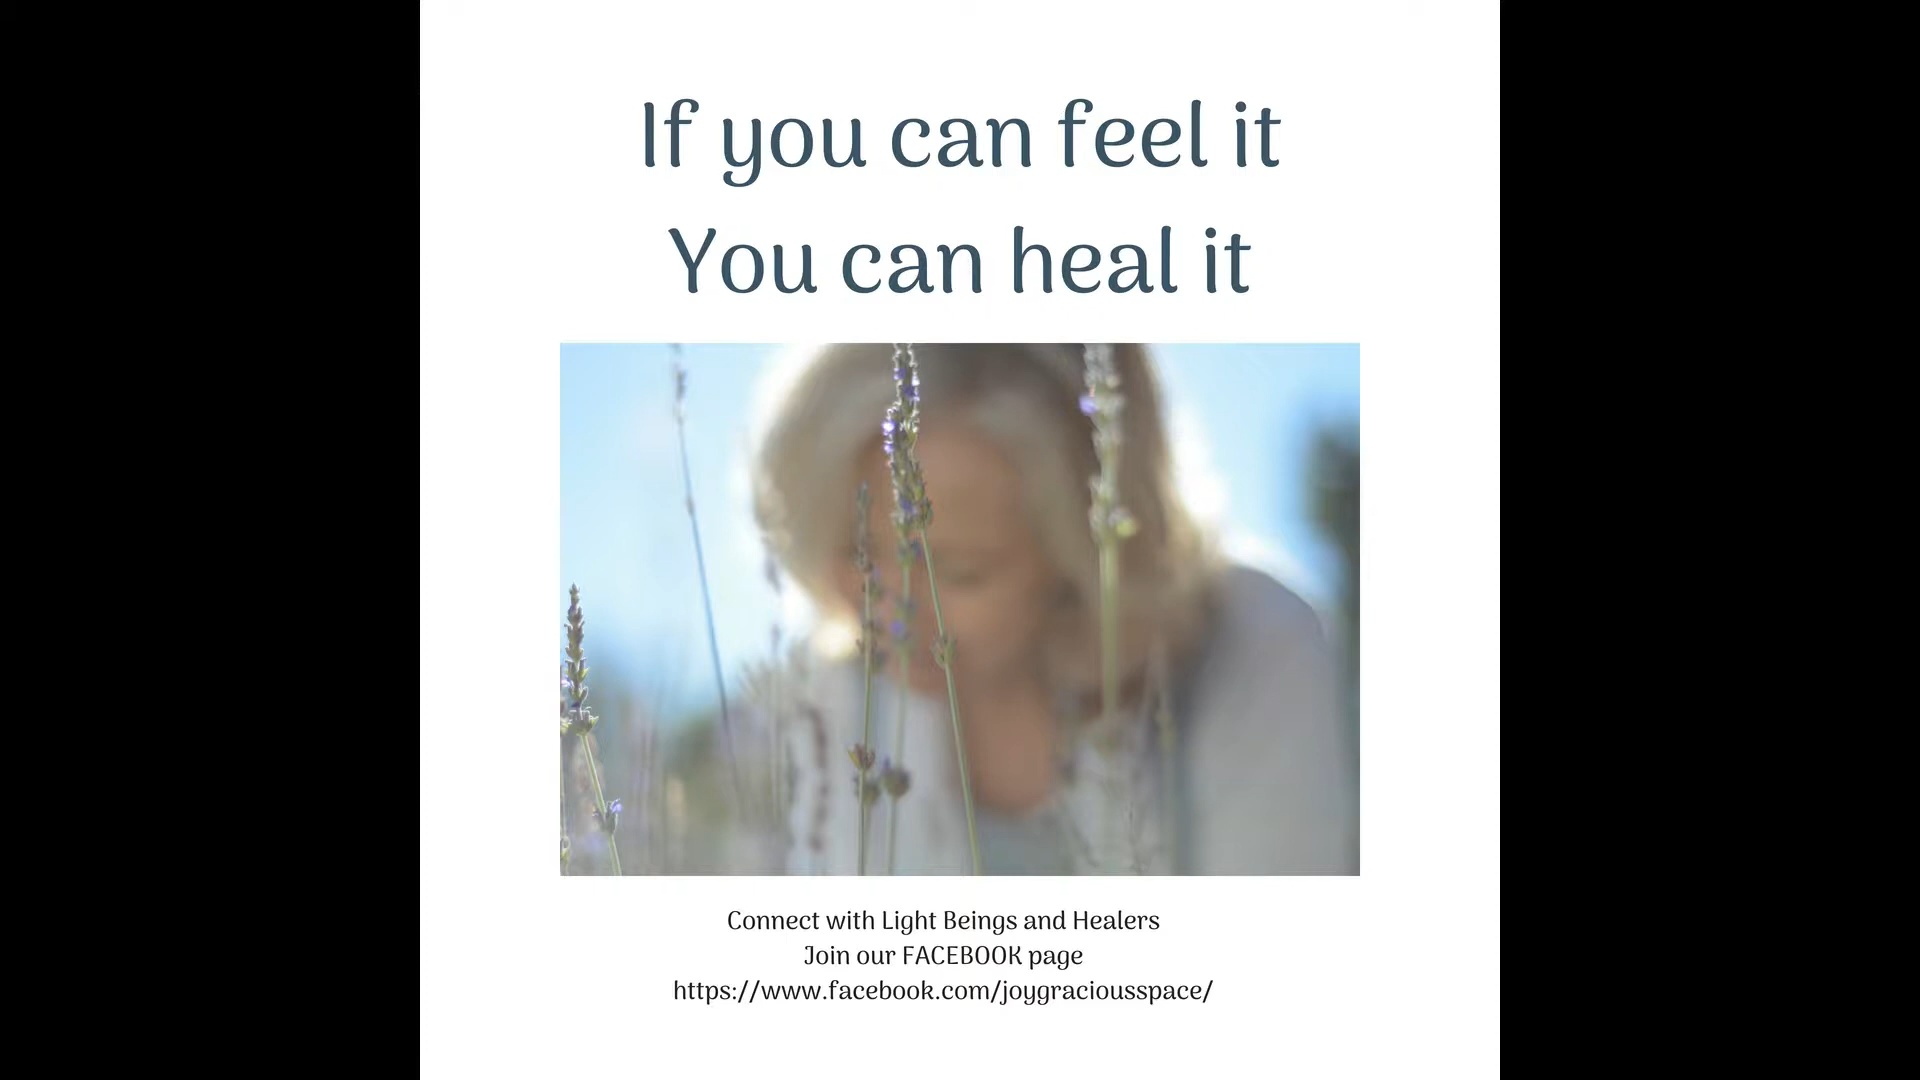 If you can feel it
You can heal it
Connect with Light Beings and Healers
Join our FACEBOOK page
https://www.facebook.com/joygraciousspace/